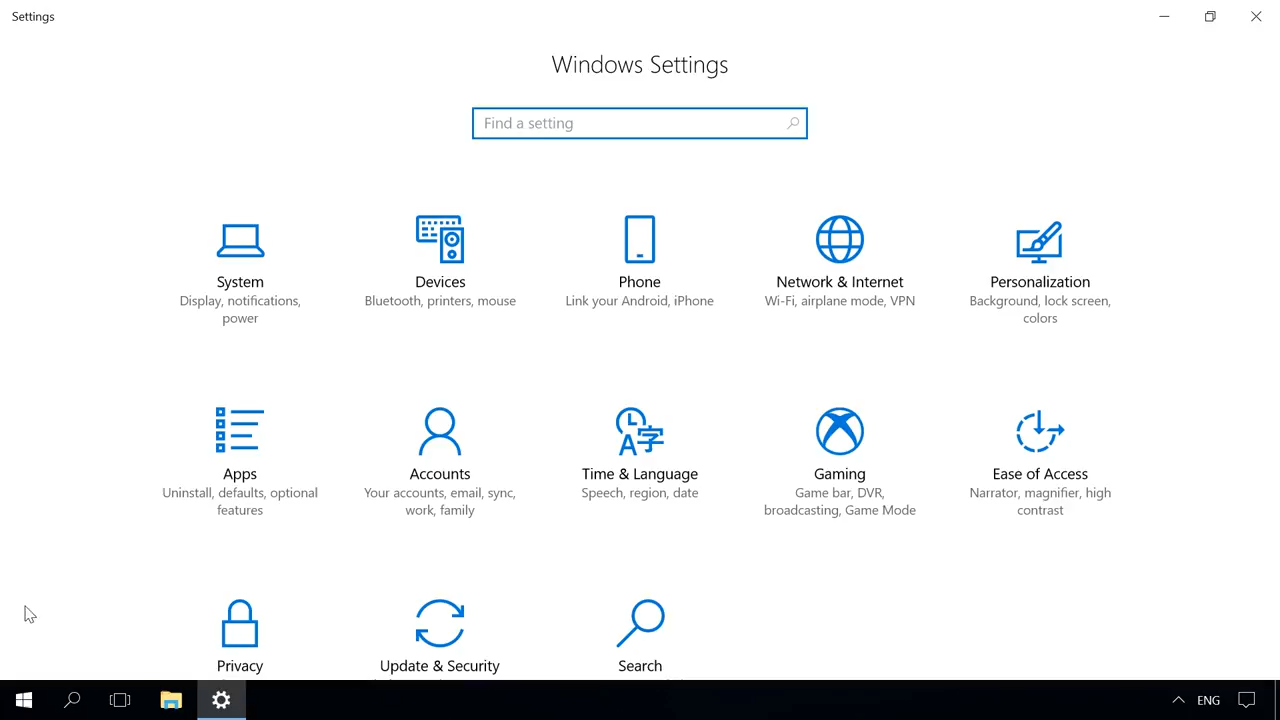 Settings
Windows Settings
Find a setting
System
Display, notifications,
power
Devices
Bluetooth, printers, mouse
Phone
Link your Android, iPhone
Network & Internet
Wi-Fi, airplane mode, VPN
Personalization
Background, lock screen,
colors
Apps
Uninstall, defaults, optional
features
Accounts
Your accounts, email, sync,
work, family
Time & Language
Speech, region, date
Gaming
Game bar, DVR,
broadcasting, Game Mode
Ease of Access
Narrator, magnifier, high
contrast
Privacy
Update & Security
Search
ENG